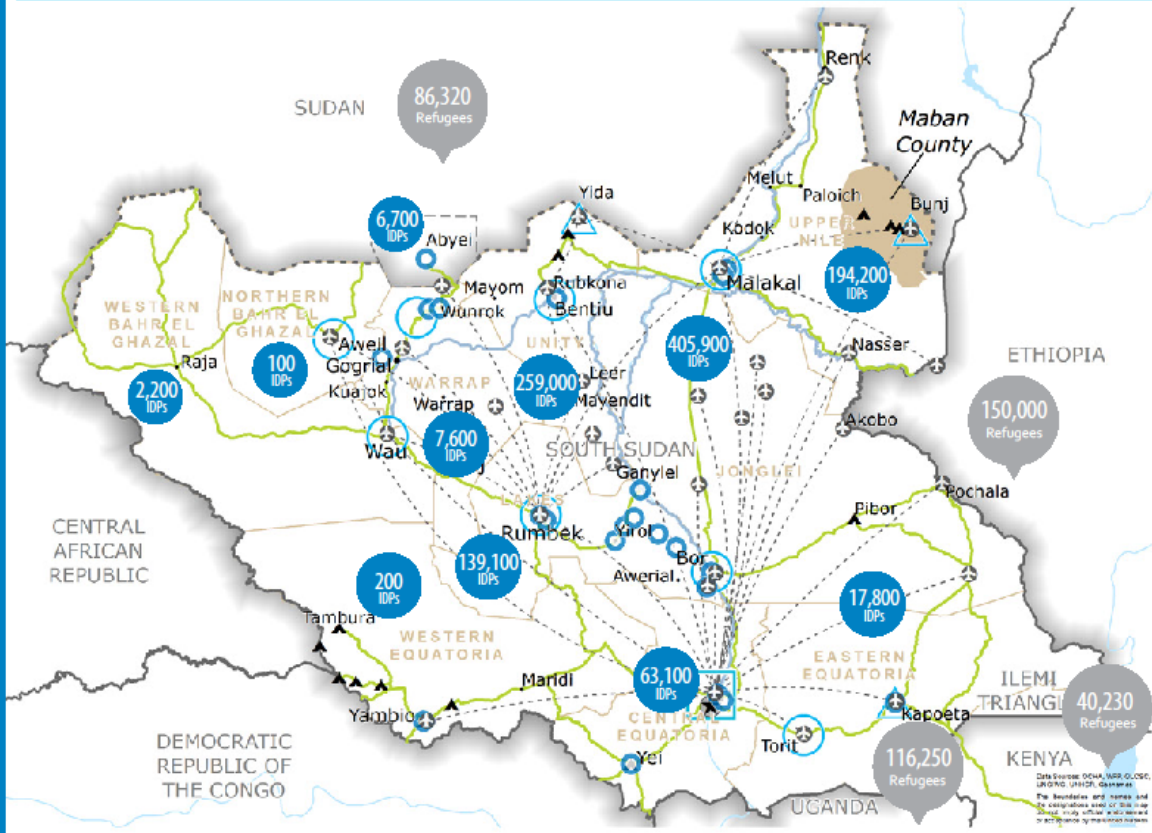 Renk
SUDAN
86,320
Refugees
Maban
County
Melut
Paloich
Yida
Bunj
6,700
IDPs
Abyei
Kodok
UPPER
NILE
Malakal
194,200
IDPs
Rubkona
Mayom
Bentiu
Wunrok
NORTHERN
BAHR EL
GHAZAL
WESTERN
BAHR EL
GHAZAL
Aweil
UNITY
405,900
IDPs
Nasser
ETHIOPIA
Raja
100
IDPs
Gogrial
Kuajok
WARRAP
Warrap
259,000
IDPs
Leer
Mayendit
2,200
IDPs
150,000
Refugees
Akobo
7,600
IDPs
Wau
SOUTH SUDAN
Ganyiel
JONGLEI
Pochala
LAKES
Rumbek
Yirol
Pibor
CENTRAL
AFRICAN
REPUBLIC
139,100
IDPs
Bor
Awerial
200
IDPs
17,800
IDPs
Tambura
WESTERN
EQUATORIA
63,100
IDPs
EASTERN
EQUATORIA
Maridi
ILEMI
TRIANGL
40,230
Refugees
Yambio
CENTRAL
EQUATORIA
Kapoeta
Torit
DEMOCRATIC
REPUBLIC OF
THE CONGO
Yei
116,250
Refugees
KENYA
UGANDA